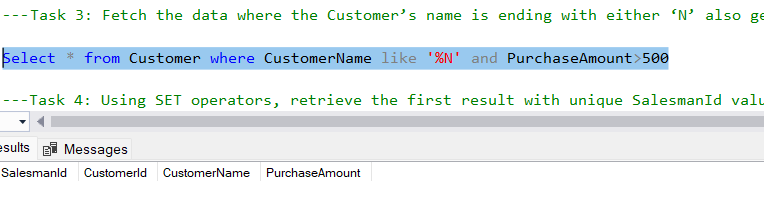 ---Task 3: Fetch the data where the Customer’s name is ending with either ‘N’ also ge
Select * from Customer where CustomerName like '%N' and PurchaseAmount>500
---Task 4: Using SET operators, retrieve the first result with unique SalesmanId valu
esults Messages
SalesmanId CustomerId CustomerName PurchaseAmount